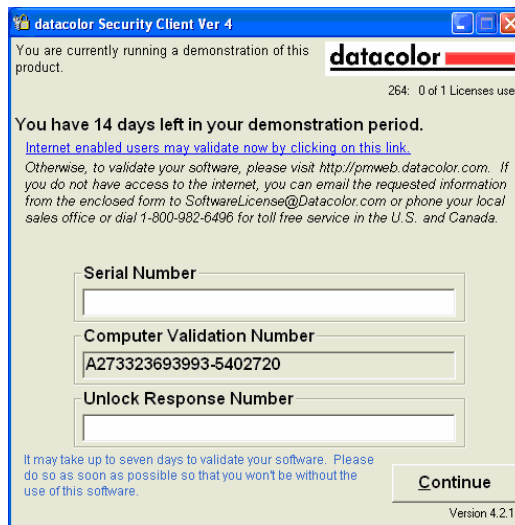 datacolor Security Client Ver 4
You are currently running a demonstration of this
product.
datacolor
264: 0 of 1 Licenses use
You have 14 days left in your demonstration period.
Internet enabled users may validate now by clicking on this link.
Otherwise, to validate your software, please visit http://pmweb.datacolor.com. If
you do not have access to the internet, you can email the requested information
from the enclosed form to SoftwareLicense@Datacolor.com or phone your local
sales office or dial 1-800-982-6496 for toll free service in the U.S. and Canada.
Serial Number
Computer Validation Number
A273323693993-5402720
Unlock Response Number
It may take up to seven days to validate your software. Please
do so as soon as possible so that you won't be without the
use of this software.
Continue
Version 4.2.1